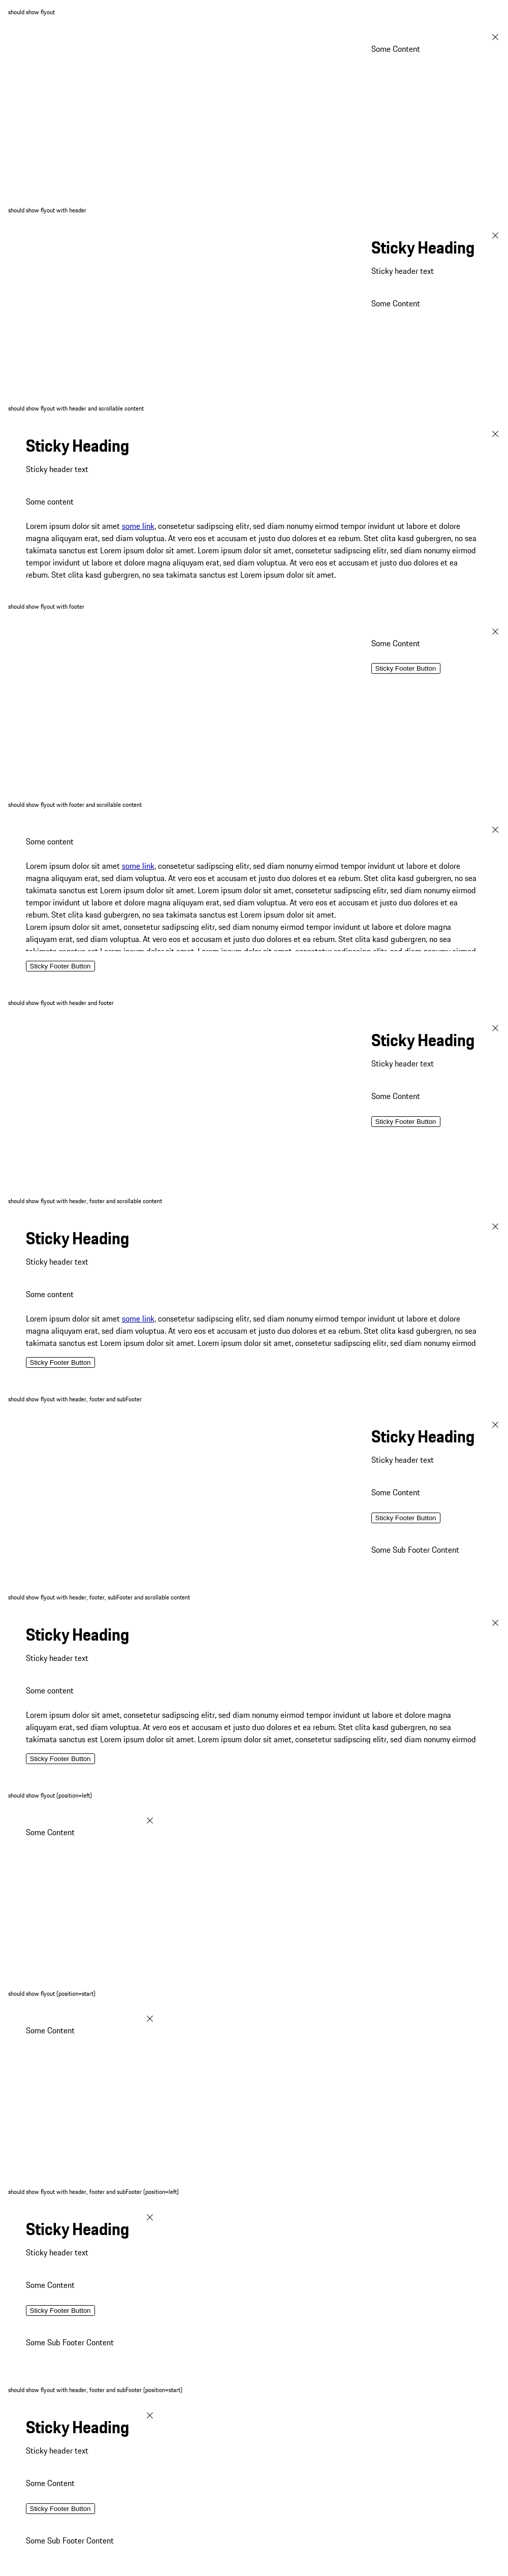 should show flyout
Some Content
should show flyout with header
Sticky Heading
Sticky header text
Some Content
should show flyout with header and scrollable content
Sticky Heading
Sticky header text
Some content
Lorem ipsum dolor sit amet some link, consetetur sadipscing elitr, sed diam nonumy eirmod tempor invidunt ut labore et dolore
magna aliquyam erat, sed diam voluptua. At vero eos et accusam et justo duo dolores et ea rebum. Stet clita kasd gubergren, no sea
takimata sanctus est Lorem ipsum dolor sit amet. Lorem ipsum dolor sit amet, consetetur sadipscing elitr, sed diam nonumy eirmod
tempor invidunt ut labore et dolore magna aliquyam erat, sed diam voluptua. At vero eos et accusam et justo duo dolores et ea
rebum. Stet clita kasd gubergren, no sea takimata sanctus est Lorem ipsum dolor sit amet.
should show flyout with footer
Some Content
Sticky Footer Button
should show flyout with footer and scrollable content
Some content
Lorem ipsum dolor sit amet some link, consetetur sadipscing elitr, sed diam nonumy eirmod tempor invidunt ut labore et dolore
magna aliquyam erat, sed diam voluptua. At vero eos et accusam et justo duo dolores et ea rebum. Stet clita kasd gubergren, no sea
takimata sanctus est Lorem ipsum dolor sit amet. Lorem ipsum dolor sit amet, consetetur sadipscing elitr, sed diam nonumy eirmod
tempor invidunt ut labore et dolore magna aliquyam erat, sed diam voluptua. At vero eos et accusam et justo duo dolores et ea
rebum. Stet clita kasd gubergren, no sea takimata sanctus est Lorem ipsum dolor sit amet.
Lorem ipsum dolor sit amet, consetetur sadipscing elitr, sed diam nonumy eirmod tempor invidunt ut labore et dolore magna
aliquyam erat, sed diam voluptua. At vero eos et accusam et justo duo dolores et ea rebum. Stet clita kasd gubergren, no sea
takimata sanctus est Lorem ipsum dolor sit amet. Lorem ipsum dolor sit amet, consetetur sadipscing elitr, sed diam nonumy eirmod
Sticky Footer Button
should show flyout with header and footer
Sticky Heading
Sticky header text
Some Content
Sticky Footer Button
should show flyout with header, footer and scrollable content
Sticky Heading
Sticky header text
Some content
Lorem ipsum dolor sit amet some link, consetetur sadipscing elitr, sed diam nonumy eirmod tempor invidunt ut labore et dolore
magna aliquyam erat, sed diam voluptua. At vero eos et accusam et justo duo dolores et ea rebum. Stet clita kasd gubergren, no sea
takimata sanctus est Lorem ipsum dolor sit amet. Lorem ipsum dolor sit amet, consetetur sadipscing elitr, sed diam nonumy eirmod
Sticky Footer Button
should show flyout with header, footer and subFooter
Sticky Heading
Sticky header text
Some Content
Sticky Footer Button
Some Sub Footer Content
should show flyout with header, footer, subFooter and scrollable content
Sticky Heading
Sticky header text
Some content
Lorem ipsum dolor sit amet, consetetur sadipscing elitr, sed diam nonumy eirmod tempor invidunt ut labore et dolore magna
aliquyam erat, sed diam voluptua. At vero eos et accusam et justo duo dolores et ea rebum. Stet clita kasd gubergren, no sea
takimata sanctus est Lorem ipsum dolor sit amet. Lorem ipsum dolor sit amet, consetetur sadipscing elitr, sed diam nonumy eirmod
Sticky Footer Button
should show flyout (position=left)
Some Content
should show flyout (position=start)
Some Content
should show flyout with header, footer and subFooter (position=left)
Sticky Heading
Sticky header text
Some Content
Sticky Footer Button
Some Sub Footer Content
should show flyout with header, footer and subFooter (position=start)
Sticky Heading
Sticky header text
Some Content
Sticky Footer Button
Some Sub Footer Content